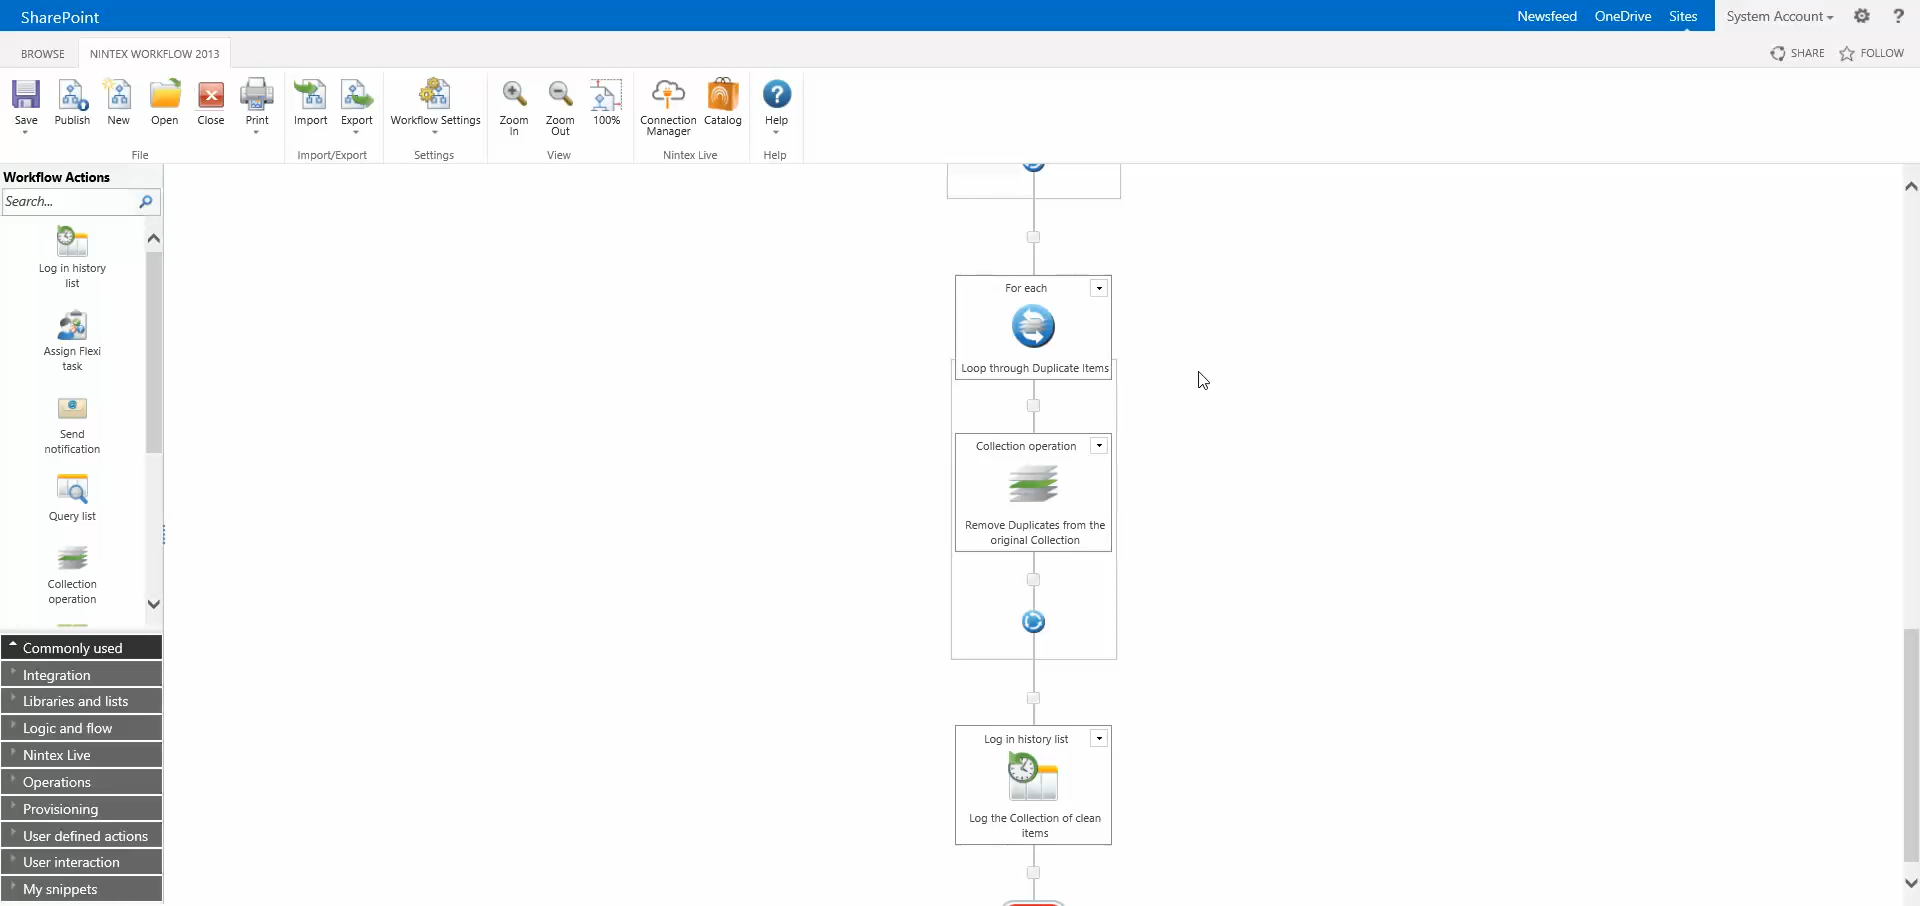 SharePoint
Newsfeed OneDrive Sites System Account ?
BROWSE NINTEX WORKFLOW 2013 SHARE FOLLOW
Save
Publish
New
Open
Close
Print
Import
Export
Workflow Settings
Zoom
In
Zoom
Out
100%
Connection
Manager
Catalog
Help
File
Import/Export
Settings
View
Nintex Live
Help
Workflow Actions
Search...
Log in history
list
Assign Flexi
task
Send
notification
Query list
Collection
operation
Commonly used
Integration
Libraries and lists
Logic and flow
Nintex Live
Operations
Provisioning
User defined actions
User interaction
My snippets
For each
Loop through Duplicate Items
Collection operation
Remove Duplicates from the
original Collection
Log in history list
Log the Collection of clean
items